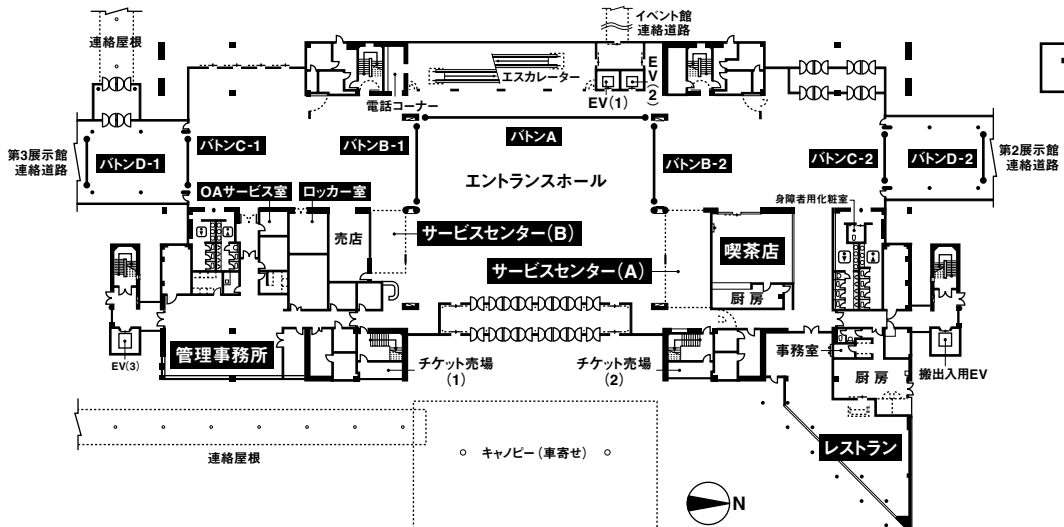 イベント館
連絡道路
連絡屋根
エスカレーター
EV(2)
EV(1)
電話コーナー
第3展示館
連絡道路
バトンD-1
バトンC-1
バトンB-1
バトンA
バトンB-2
バトンC-2
バトンD-2
第2展示館
連絡道路
エントランスホール
OAサービス室
ロッカー室
身障者用化粧室
売店
サービスセンター(B)
サービスセンター(A)
喫茶店
厨房
管理事務所
EV(3)
チケット売場
(1)
チケット売場
(2)
事務室
搬出入用EV
厨房
レストラン
連絡屋根
キャノピー(車寄せ)
N